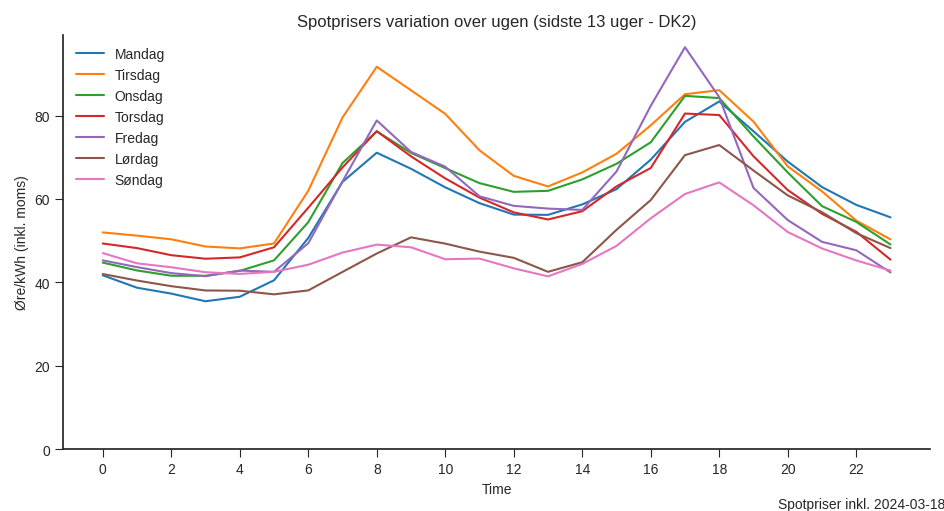 Spotprisers variation over ugen (sidste 13 uger - DK2)
Mandag
Tirsdag
Onsdag
Torsdag
Fredag
Lørdag
Søndag
Øre/kWh (inkl. moms)
80
60
40
20
0
0 2 4 6 8 10 12 14 16 18 20 22
Time
Spotpriser inkl. 2024-03-18